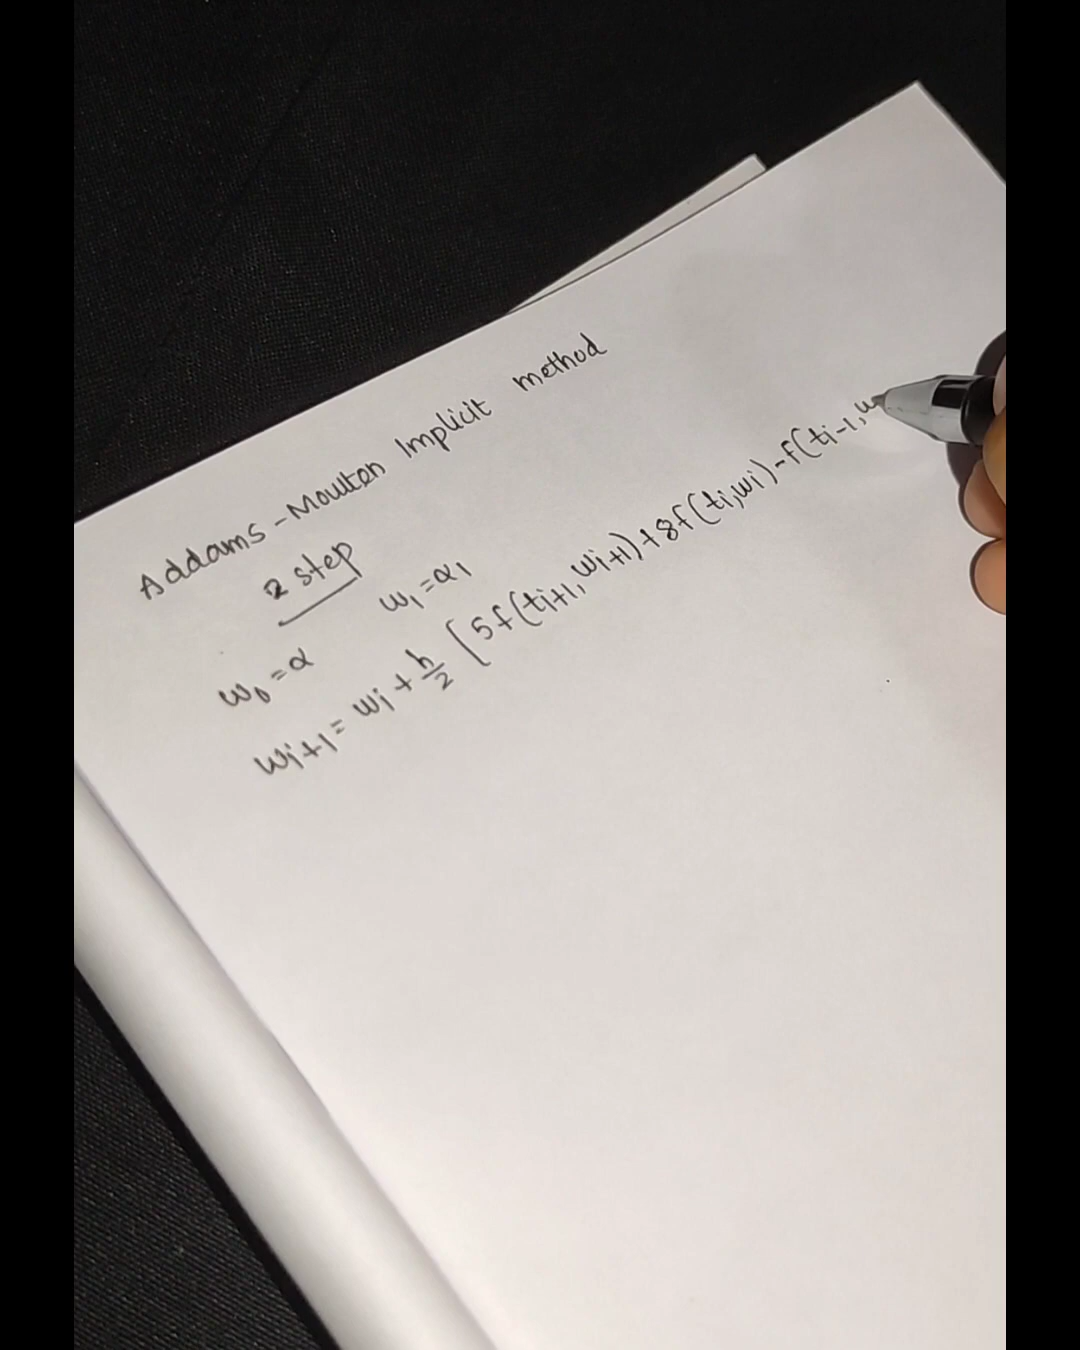 Addams - Moulton Implicit method
2 step
w₀ = α w₁ = α₁
wᵢ₊₁ = wᵢ + h/2 [5f(tᵢ₊₁, wᵢ₊₁) + 8f(tᵢ, wᵢ) - f(tᵢ₋₁, w